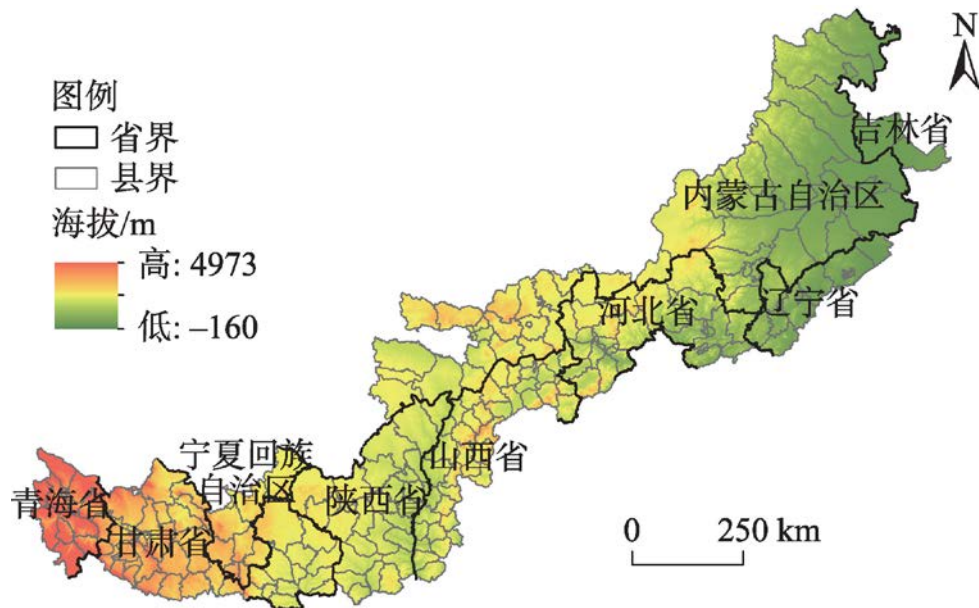 N
图例
省界
县界
海拔/m
高: 4973
低: –160
吉林省
内蒙古自治区
辽宁省
河北省
山西省
宁夏回族
自治区
陕西省
青海省
甘肃省
0 250 km